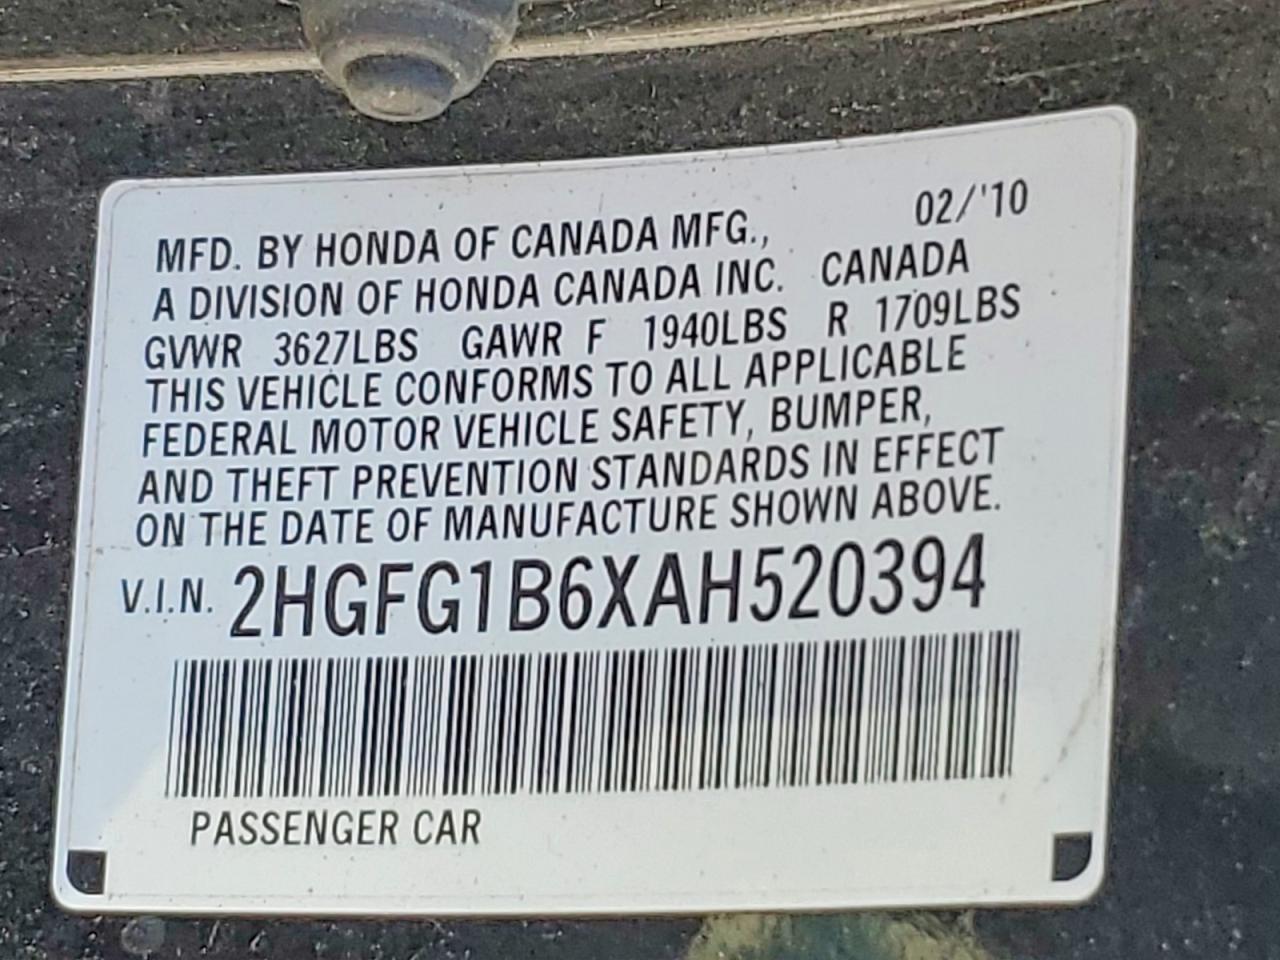 02/'10
MFD. BY HONDA OF CANADA MFG.,
A DIVISION OF HONDA CANADA INC. CANADA
GVWR 3627LBS GAWR F 1940LBS R 1709LBS
THIS VEHICLE CONFORMS TO ALL APPLICABLE
FEDERAL MOTOR VEHICLE SAFETY, BUMPER,
AND THEFT PREVENTION STANDARDS IN EFFECT
ON THE DATE OF MANUFACTURE SHOWN ABOVE.
V.I.N. 2HGFG1B6XAH520394
PASSENGER CAR